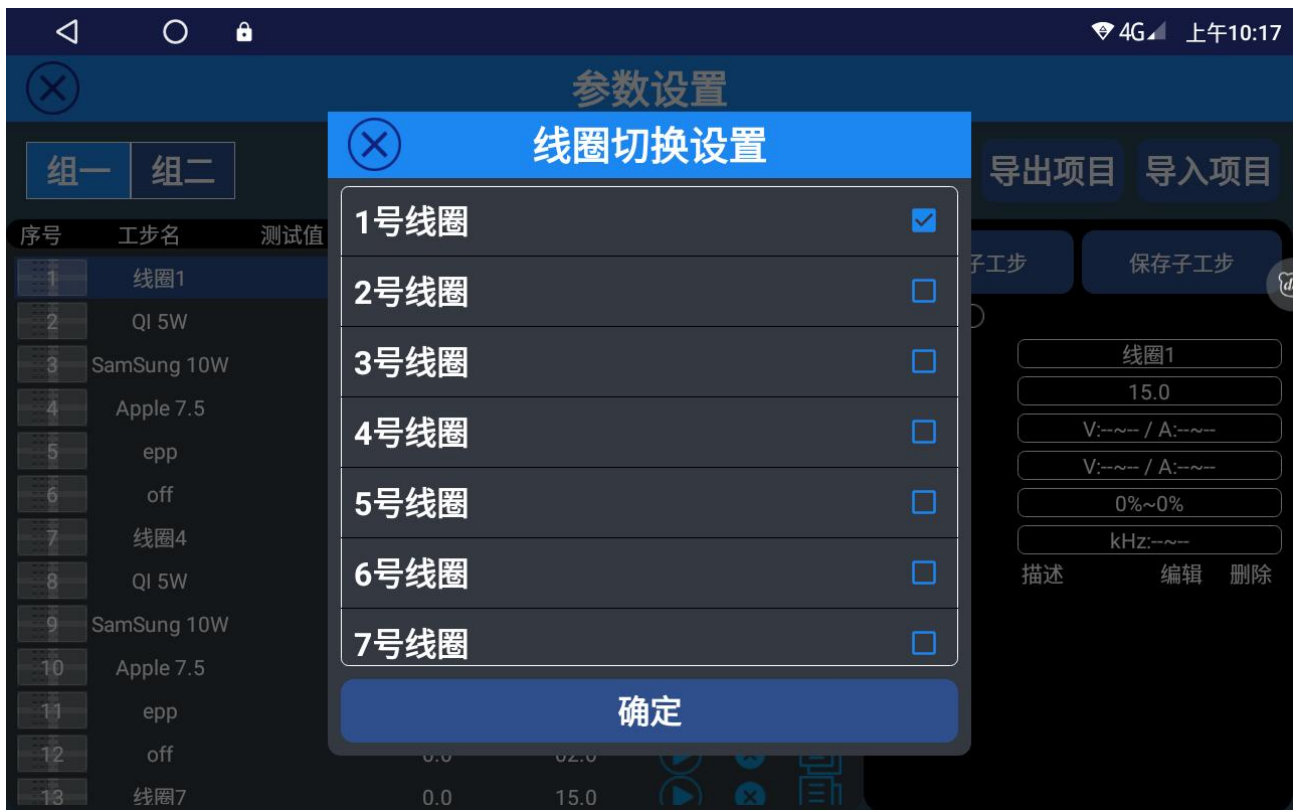 4G 上午10:17
参数设置
线圈切换设置
组一 组二
导出项目 导入项目
序号 工步名 测试值
子工步 保存子工步
1号线圈
2号线圈
3号线圈
4号线圈
5号线圈
6号线圈
7号线圈
确定
1 线圈1
2 QI 5W
3 SamSung 10W
4 Apple 7.5
5 epp
6 off
7 线圈4
8 QI 5W
9 SamSung 10W
10 Apple 7.5
11 epp
12 off 0.0 02.0
13 线圈7 0.0 15.0
线圈1
15.0
V:--~-- / A:--~--
V:--~-- / A:--~--
0%~0%
kHz:--~--
描述 编辑 删除